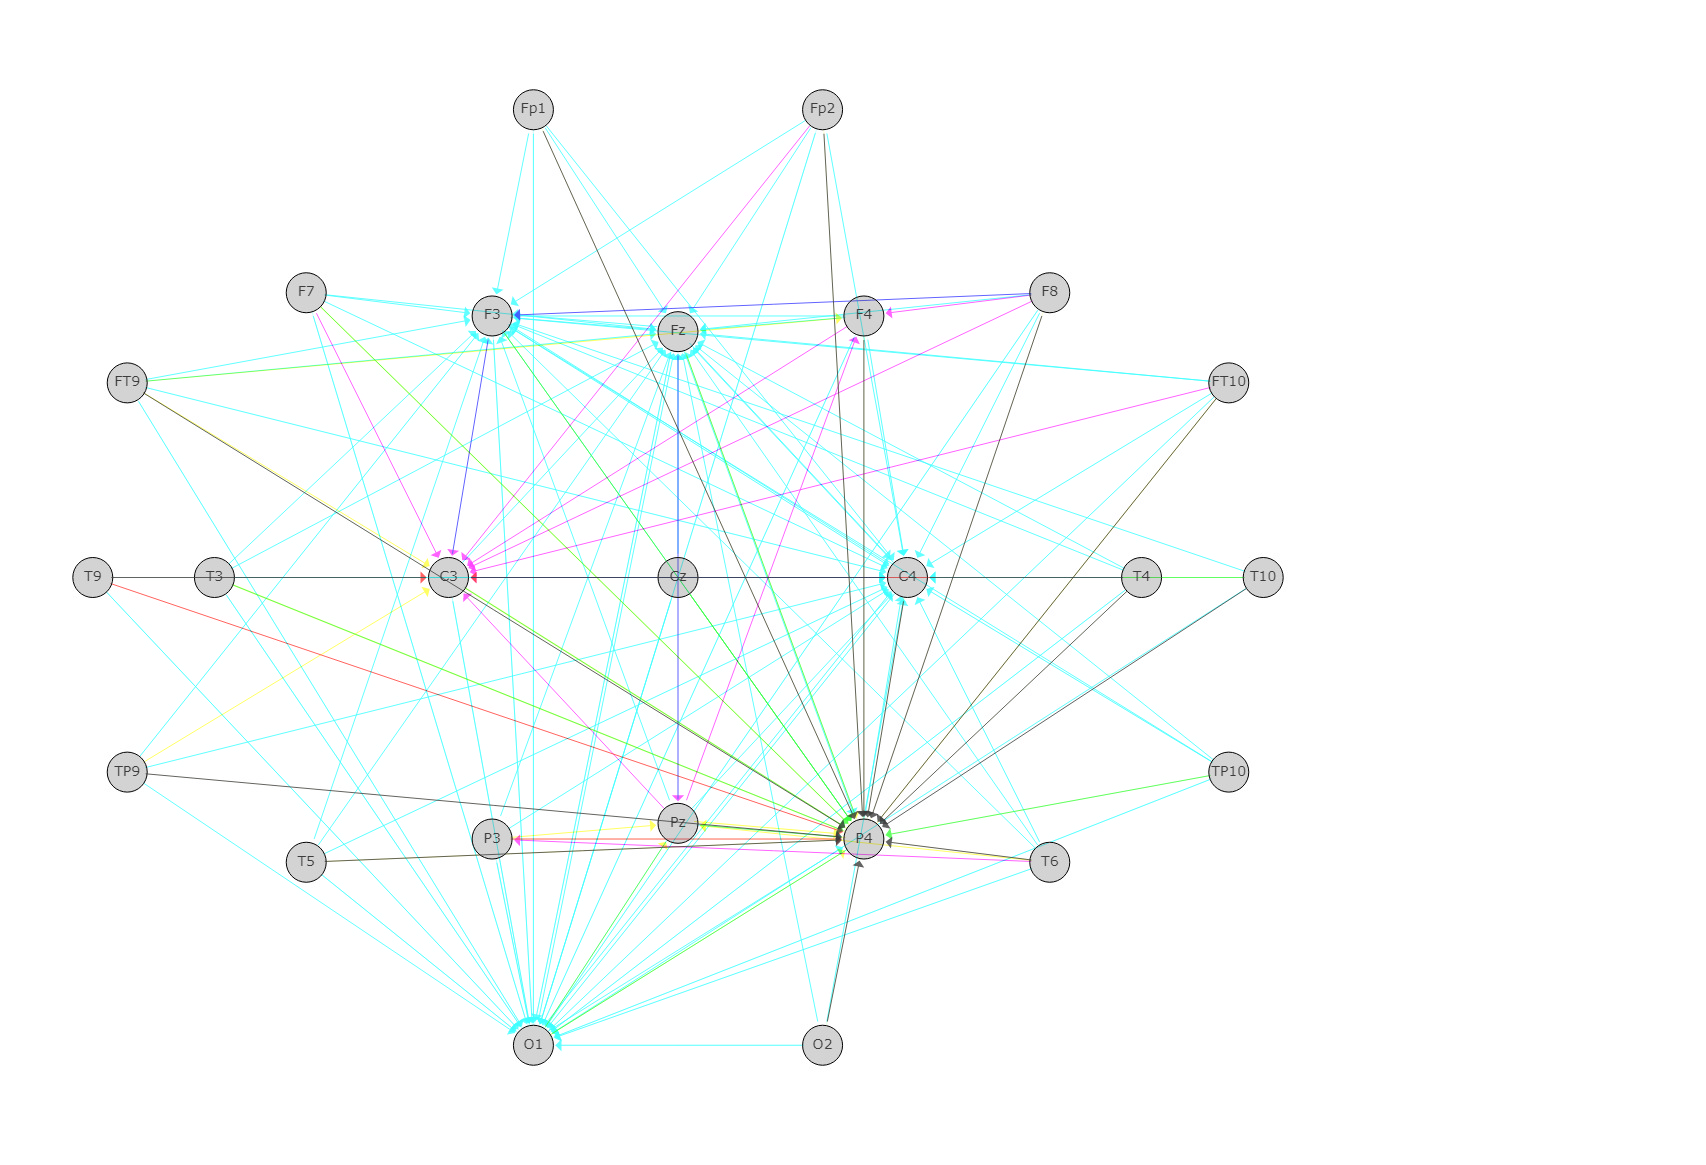 Fp1 Fp2
F7 F3 Fz F4 F8
FT9 FT10
T9 T3 C3 Cz C4 T4 T10
TP9 TP10
T5 P3 Pz P4 T6
O1 O2